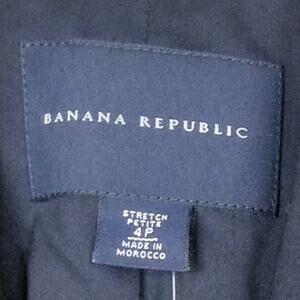 BANANA REPUBLIC
STRETCH
PETITE
4P
MADE IN
MOROCCO